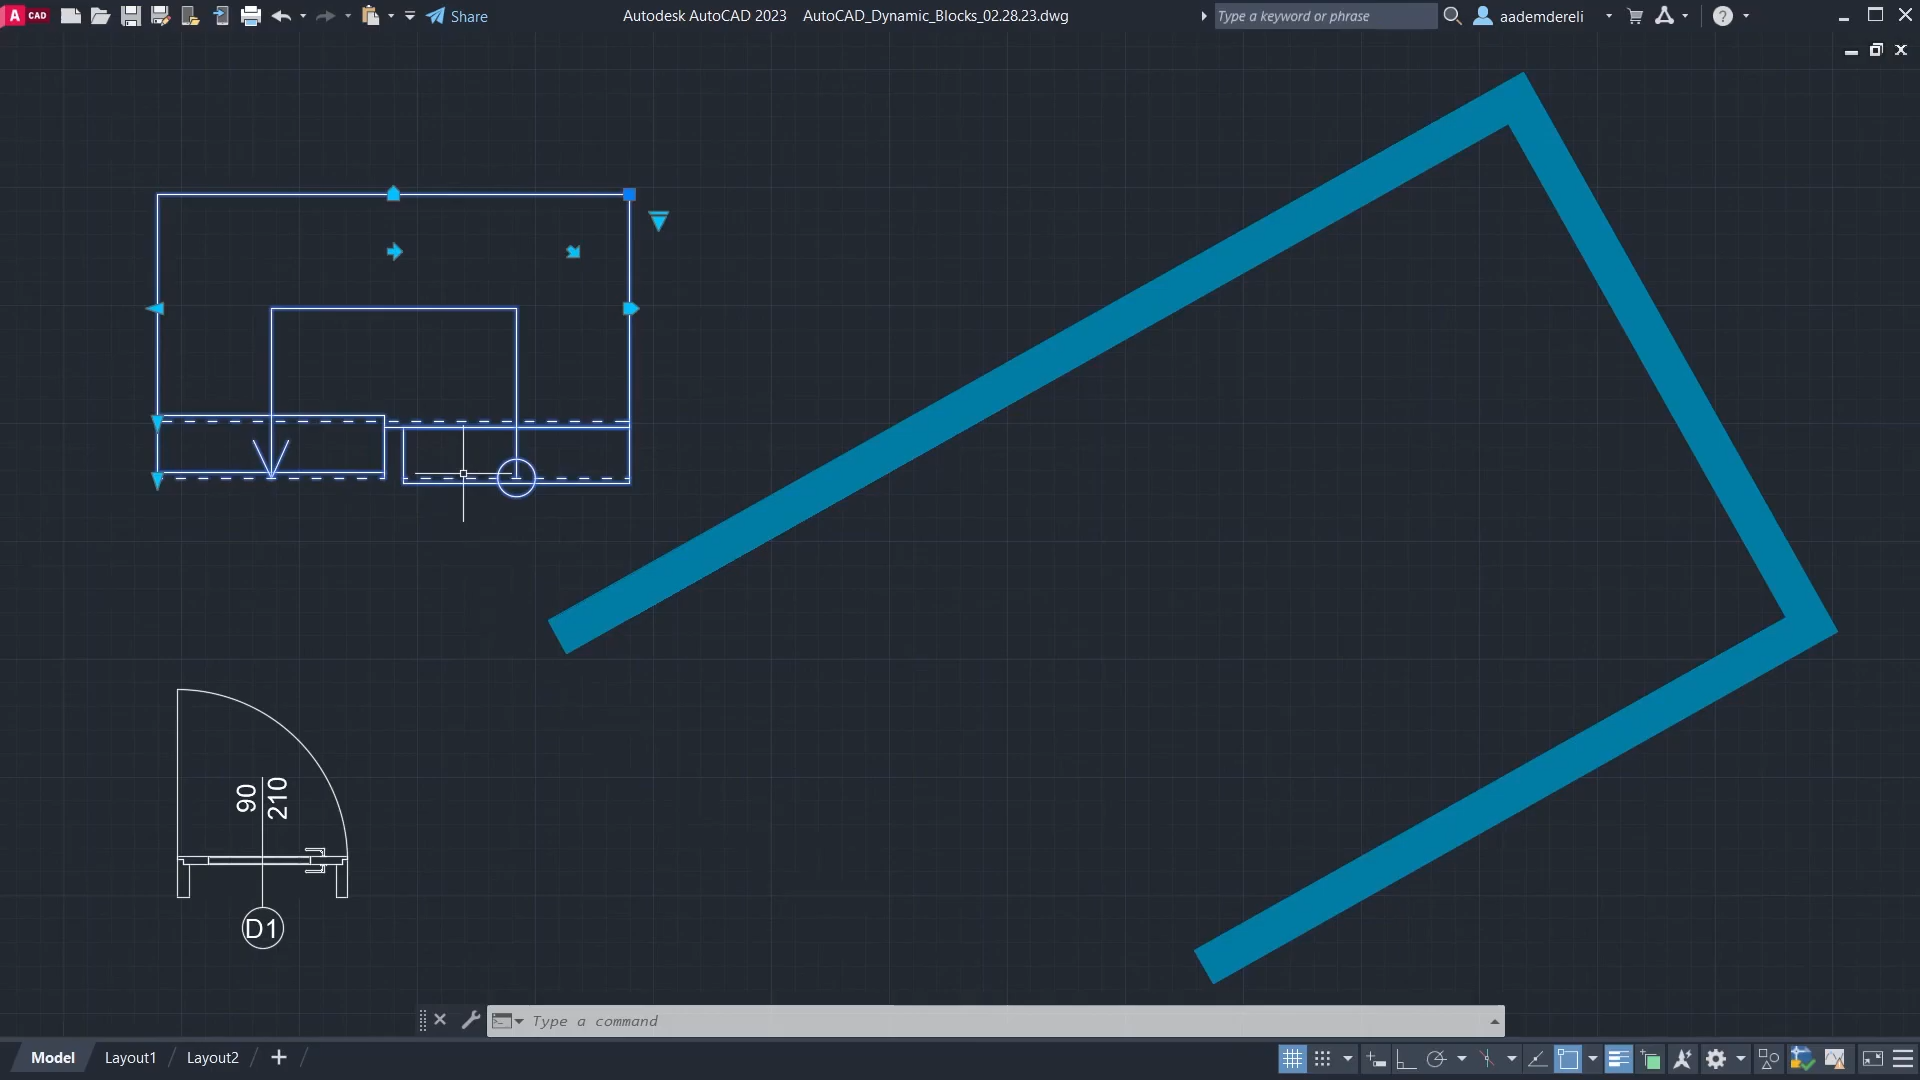 A CAD
Share
Autodesk AutoCAD 2023 AutoCAD_Dynamic_Blocks_02.28.23.dwg
Type a keyword or phrase
aademdereli
?
90
210
D1
Type a command
Model
Layout1
Layout2